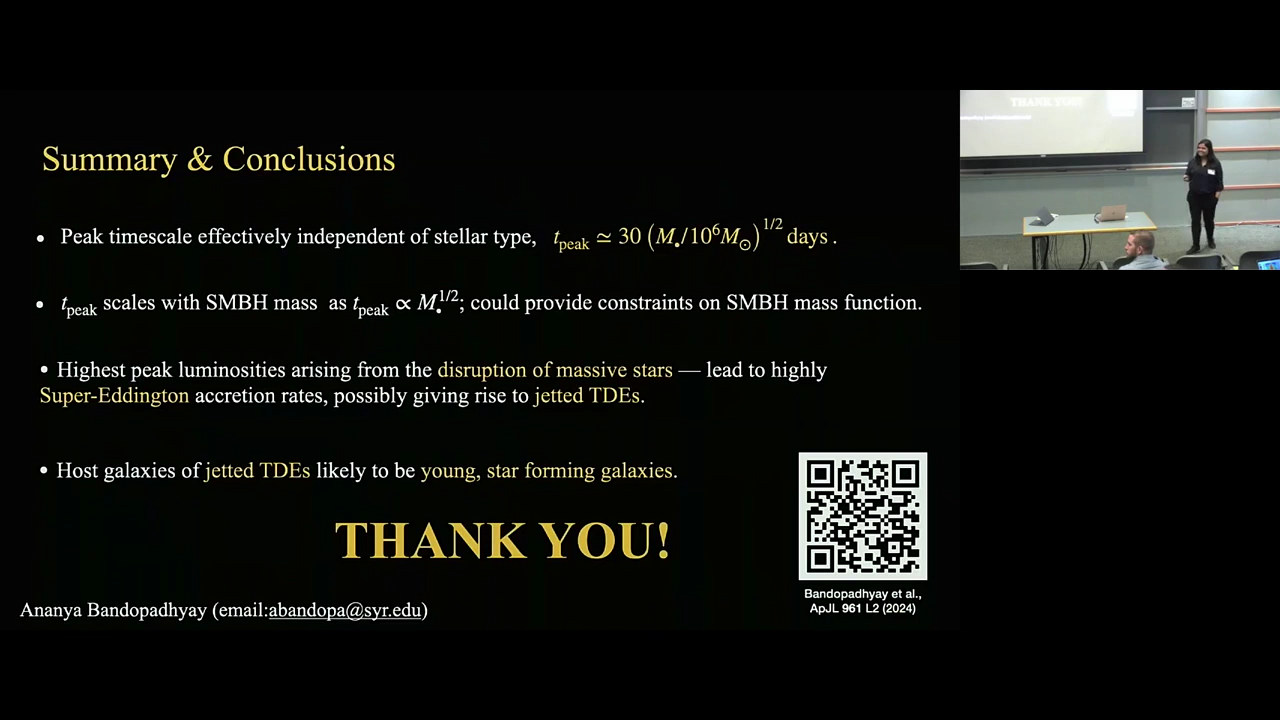 Summary & Conclusions
• Peak timescale effectively independent of stellar type, t_peak ≃ 30 (M_•/10⁶M_⊙)^{1/2} days .
• t_peak scales with SMBH mass as t_peak ∝ M_•^{1/2}; could provide constraints on SMBH mass function.
• Highest peak luminosities arising from the disruption of massive stars — lead to highly
Super-Eddington accretion rates, possibly giving rise to jetted TDEs.
• Host galaxies of jetted TDEs likely to be young, star forming galaxies.
THANK YOU!
Bandopadhyay et al.,
ApJL 961 L2 (2024)
Ananya Bandopadhyay (email:abandopa@syr.edu)
THANK YOU!